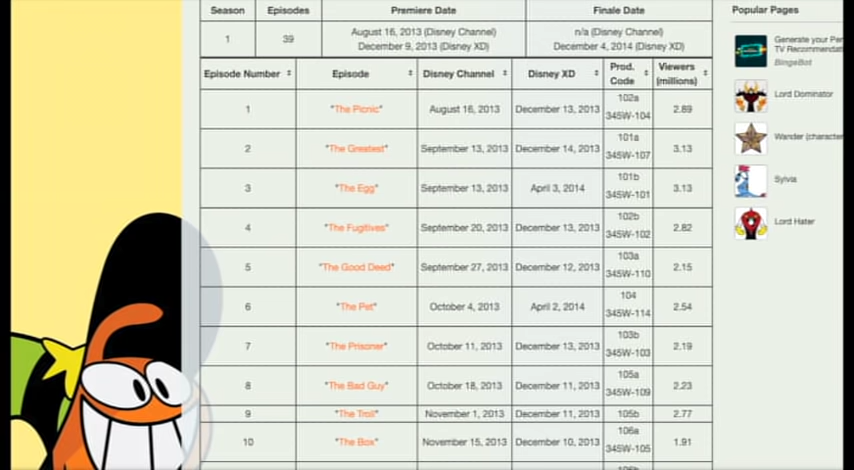 Season Episodes Premiere Date Finale Date
1 39 August 16, 2013 (Disney Channel) n/a (Disney Channel)
December 9, 2013 (Disney XD) December 4, 2014 (Disney XD)
Episode Number Episode Disney Channel Disney XD Prod. Code Viewers (millions)
1 "The Picnic" August 16, 2013 December 13, 2013 102a 345W-104 2.89
2 "The Greatest" September 13, 2013 December 14, 2013 101a 345W-107 3.13
3 "The Egg" September 13, 2013 April 3, 2014 101b 345W-101 3.13
4 "The Fugitives" September 20, 2013 December 13, 2013 102b 345W-102 2.82
5 "The Good Deed" September 27, 2013 December 12, 2013 103a 345W-110 2.15
6 "The Pet" October 4, 2013 April 2, 2014 104 345W-114 2.54
7 "The Prisoner" October 11, 2013 December 13, 2013 103b 345W-103 2.19
8 "The Bad Guy" October 18, 2013 December 11, 2013 105a 345W-109 2.23
9 "The Troll" November 1, 2013 December 11, 2013 105b 2.77
10 "The Box" November 15, 2013 December 10, 2013 106a 345W-105 1.91
Popular Pages
Generate your Per
TV Recommendati
BingeBot
Lord Dominator
Wander (character
Sylvia
Lord Hater